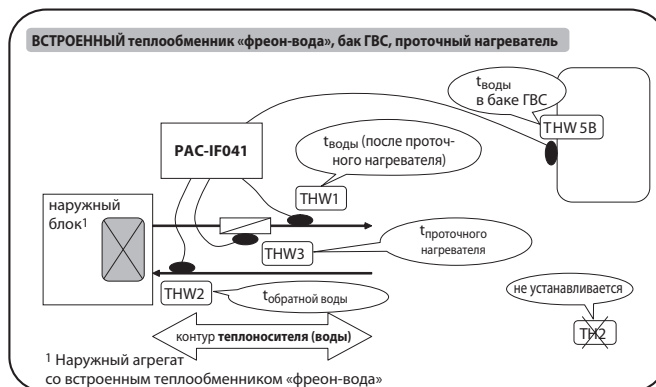 ВСТРОЕННЫЙ теплообменник «фреон-вода», бак ГВС, проточный нагреватель
tводы
в баке ГВС
THW 5B
PAC-IF041
tводы (после проточ-
ного нагревателя)
THW1
наружный
блок1
tпроточного
нагревателя
THW3
THW2
tобратной воды
не устанавливается
TH2
контур теплоносителя (воды)
1 Наружный агрегат
со встроенным теплообменником «фреон-вода»